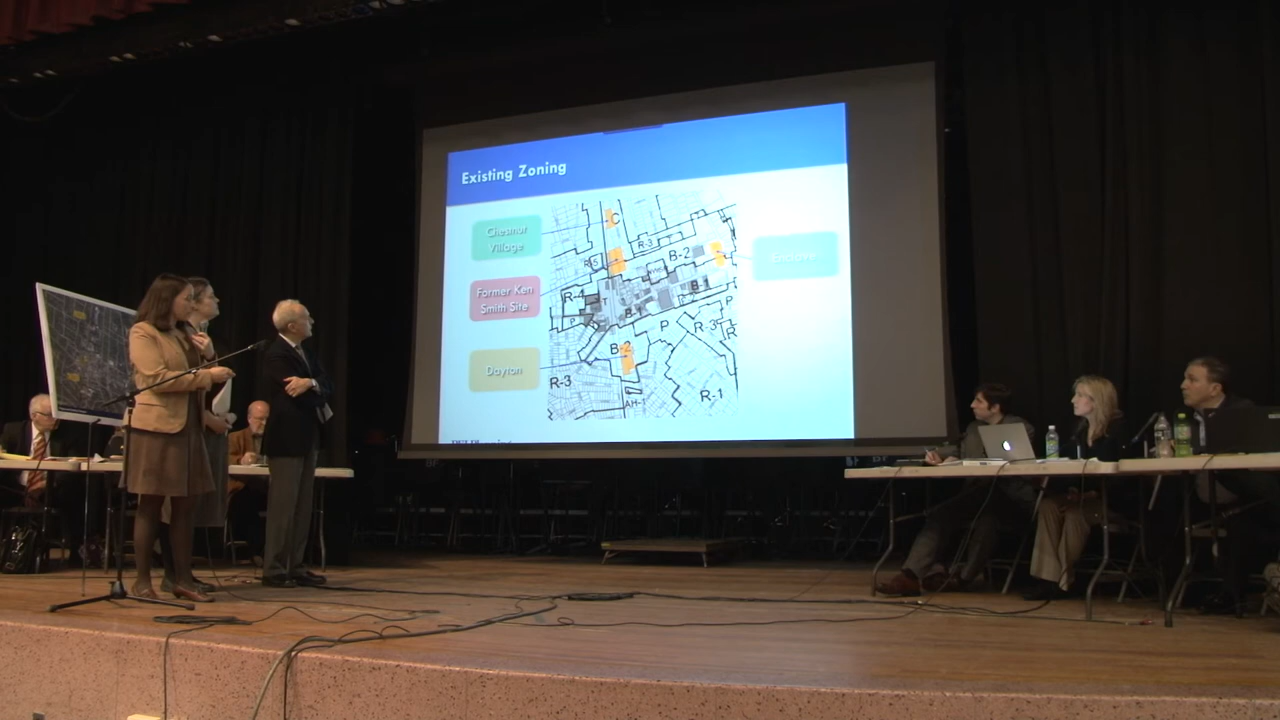 Existing Zoning
Chesnut
Village
Former Ken
Smith Site
Dayton
Enclave
C
R-3
R-5
B-2
R-4
B-1
T
P
B-1
P
P
R-3
R
B-2
R-3
AH-1
R-1